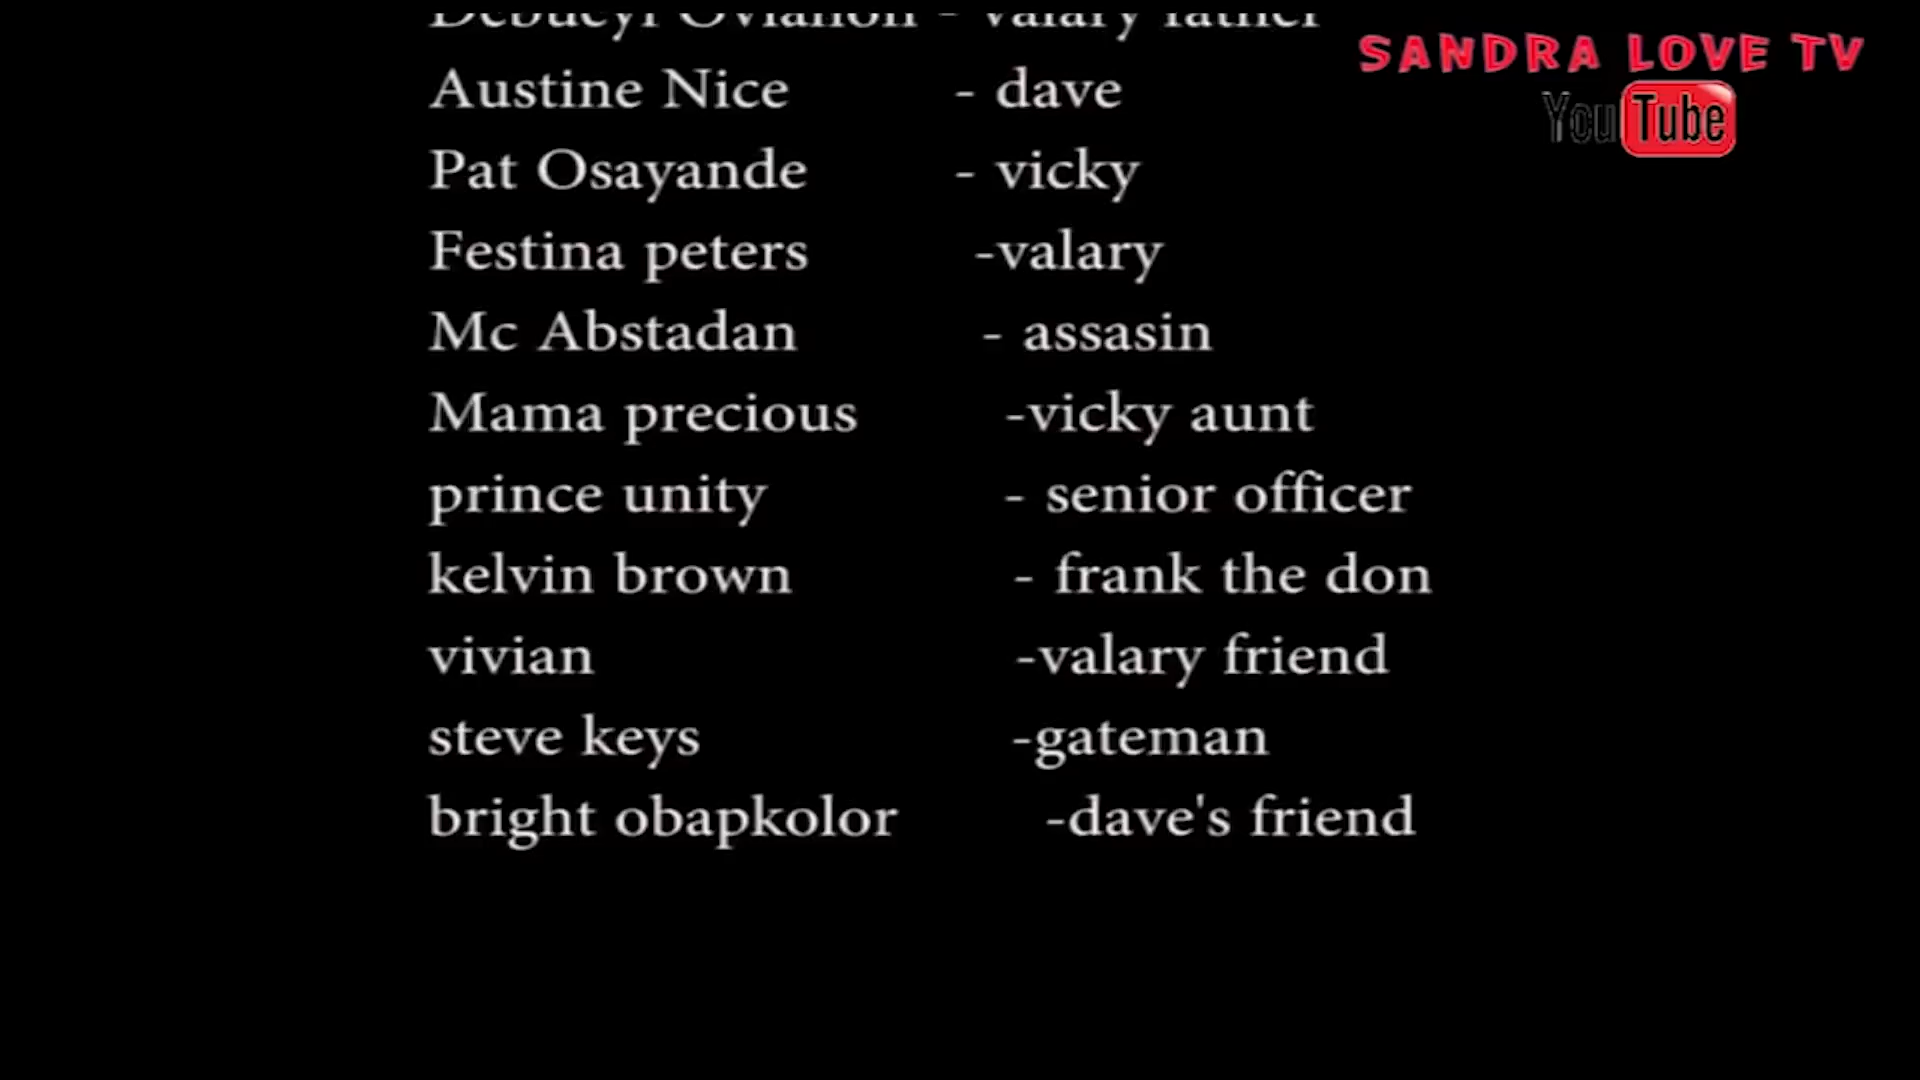 - valary father
SANDRA LOVE TV
YouTube
Austine Nice - dave
Pat Osayande - vicky
Festina peters -valary
Mc Abstadan - assasin
Mama precious -vicky aunt
prince unity - senior officer
kelvin brown - frank the don
vivian -valary friend
steve keys -gateman
bright obapkolor -dave's friend